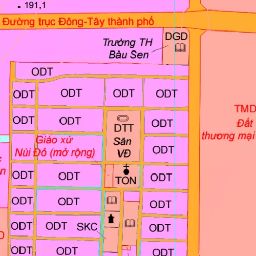 191,1
Đường trục Đông-Tây thành phố
DGD
Trường TH
Bàu Sen
ODT
ODT ODT ODT ODT
TMD
ODT ODT DTT ODT
Đất
thương mại
Giáo xứ
Núi Đỏ (mở rộng)
Sân
VĐ
ODT ODT
ODT ODT TON ODT
ODT ODT ODT
ODT ODT SKC ODT
ODT ODT ODT